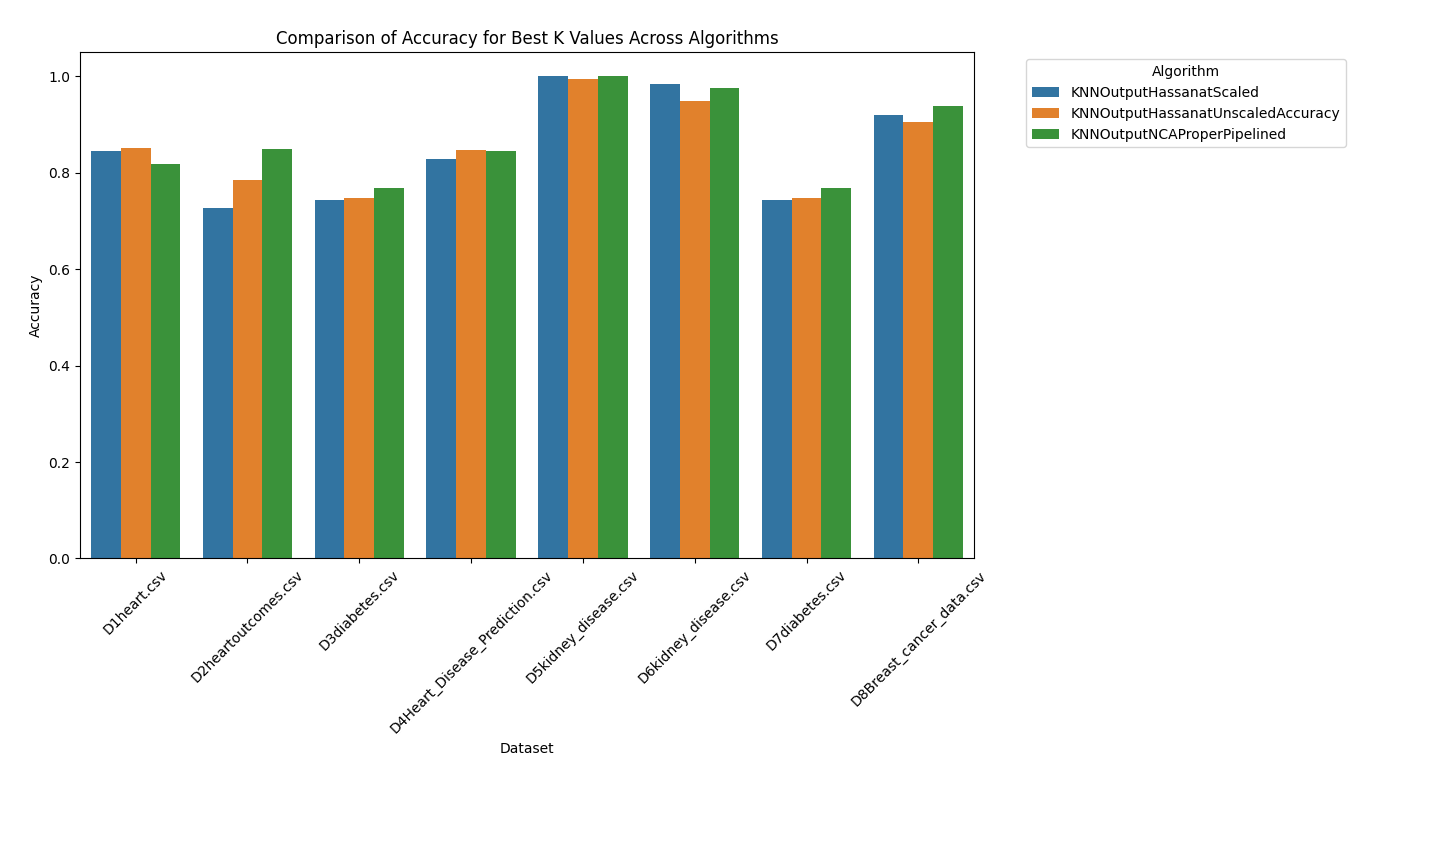 Comparison of Accuracy for Best K Values Across Algorithms
Accuracy
1.0
0.8
0.6
0.4
0.2
0.0
D1heart.csv
D2heartoutcomes.csv
D3diabetes.csv
D4Heart_Disease_Prediction.csv
D5kidney_disease.csv
D6kidney_disease.csv
D7diabetes.csv
D8Breast_cancer_data.csv
Dataset
Algorithm
KNNOutputHassanatScaled
KNNOutputHassanatUnscaledAccuracy
KNNOutputNCAProperPipelined